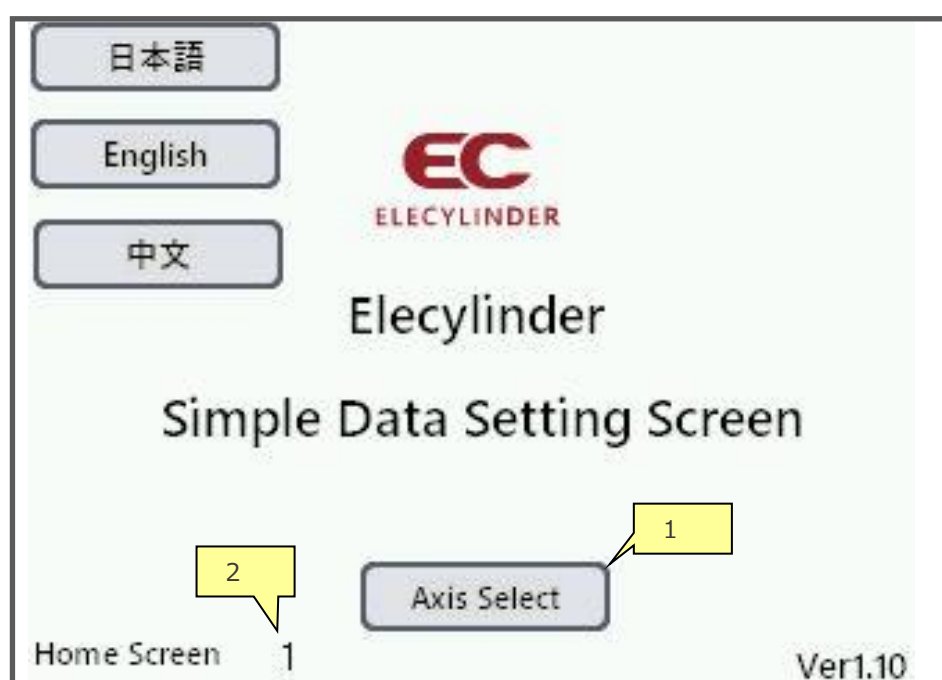 日本語
English
中文
EC
ELECYLINDER
Elecylinder
Simple Data Setting Screen
1
2
Axis Select
Home Screen 1
Ver1.10